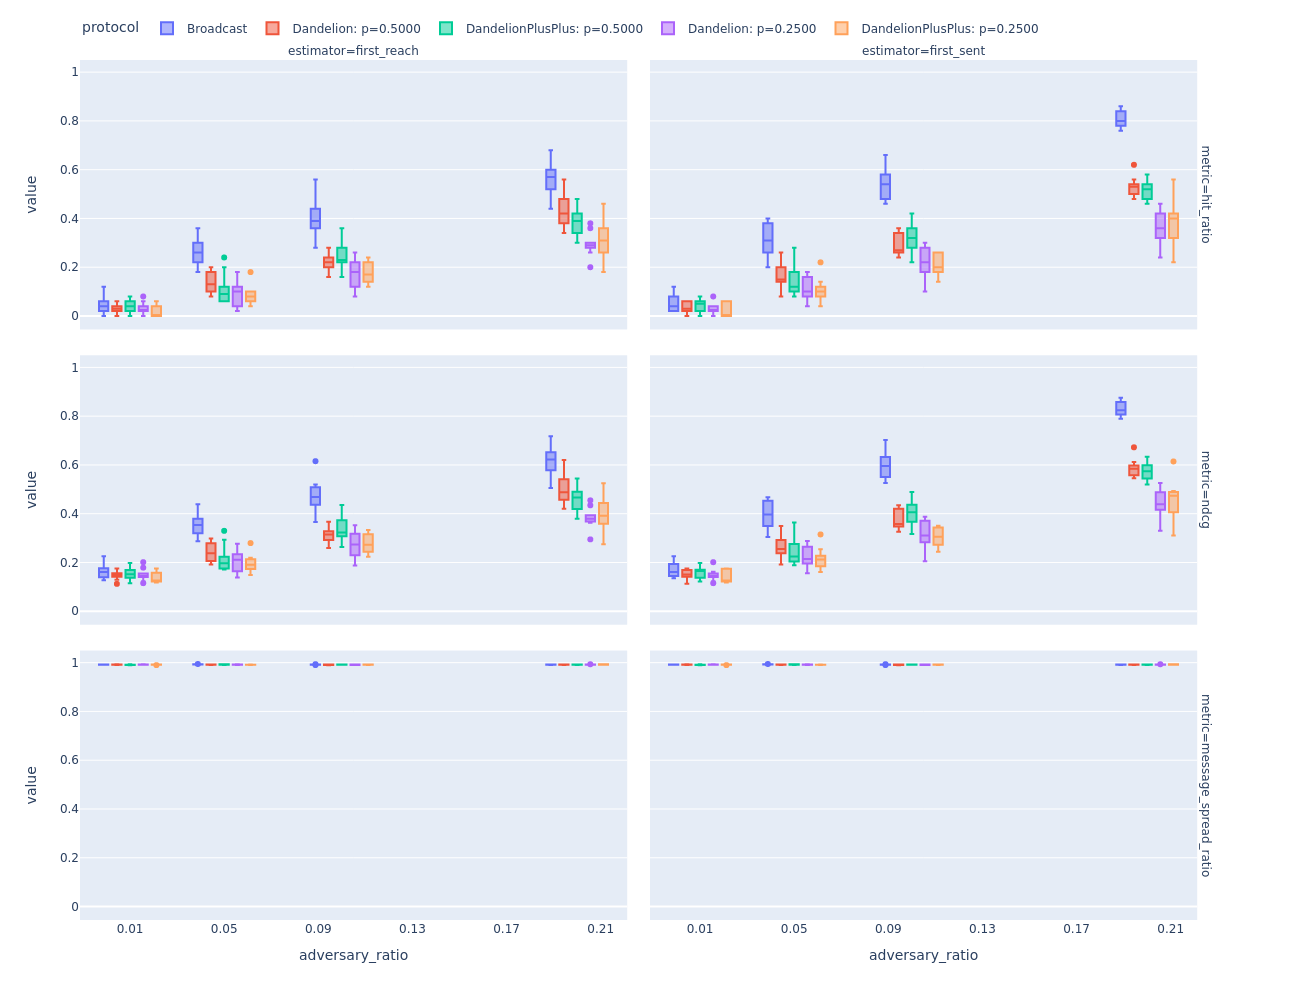 protocol Broadcast Dandelion: p=0.5000 DandelionPlusPlus: p=0.5000 Dandelion: p=0.2500 DandelionPlusPlus: p=0.2500
estimator=first_reach estimator=first_sent
1
0.8
0.6
0.4
0.2
0
value
metric=hit_ratio
1
0.8
0.6
0.4
0.2
0
value
metric=ndcg
1
0.8
0.6
0.4
0.2
0
value
metric=message_spread_ratio
0.01 0.05 0.09 0.13 0.17 0.21 0.01 0.05 0.09 0.13 0.17 0.21
adversary_ratio adversary_ratio